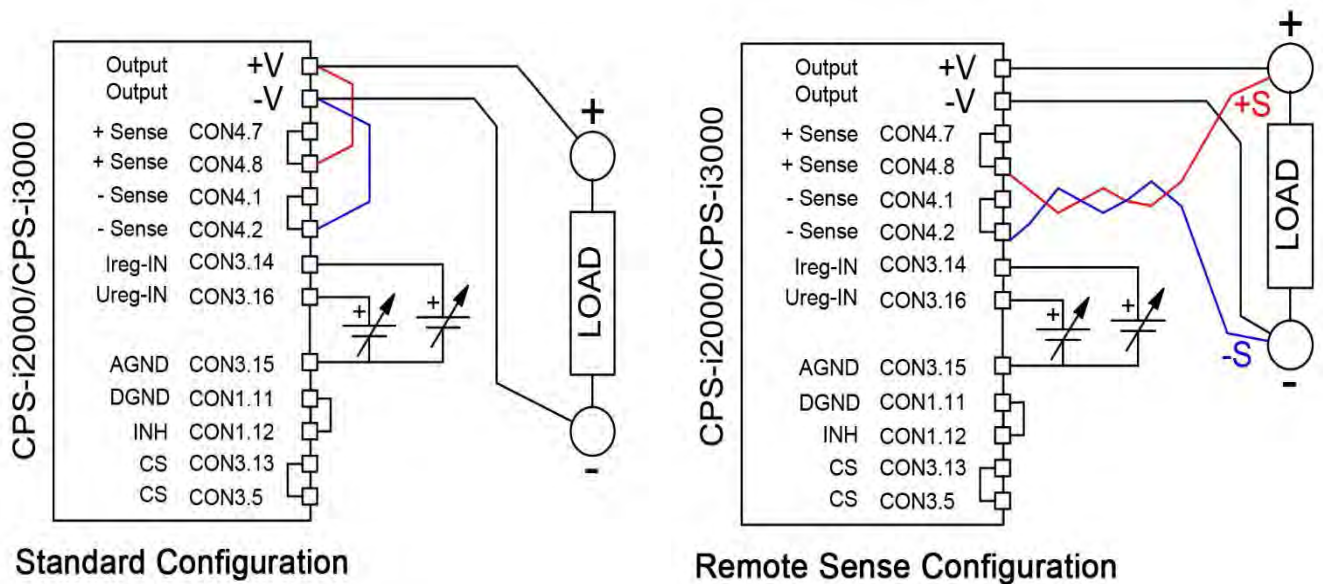 CPS-i2000/CPS-i3000
Output +V
Output -V
+ Sense CON4.7
+ Sense CON4.8
- Sense CON4.1
- Sense CON4.2
Ireg-IN CON3.14
Ureg-IN CON3.16
AGND CON3.15
DGND CON1.11
INH CON1.12
CS CON3.13
CS CON3.5
+
+
+
LOAD
-
Standard Configuration
CPS-i2000/CPS-i3000
Output +V
Output -V
+ Sense CON4.7
+ Sense CON4.8
- Sense CON4.1
- Sense CON4.2
Ireg-IN CON3.14
Ureg-IN CON3.16
AGND CON3.15
DGND CON1.11
INH CON1.12
CS CON3.13
CS CON3.5
+
+
+
+S
LOAD
-S
-
Remote Sense Configuration